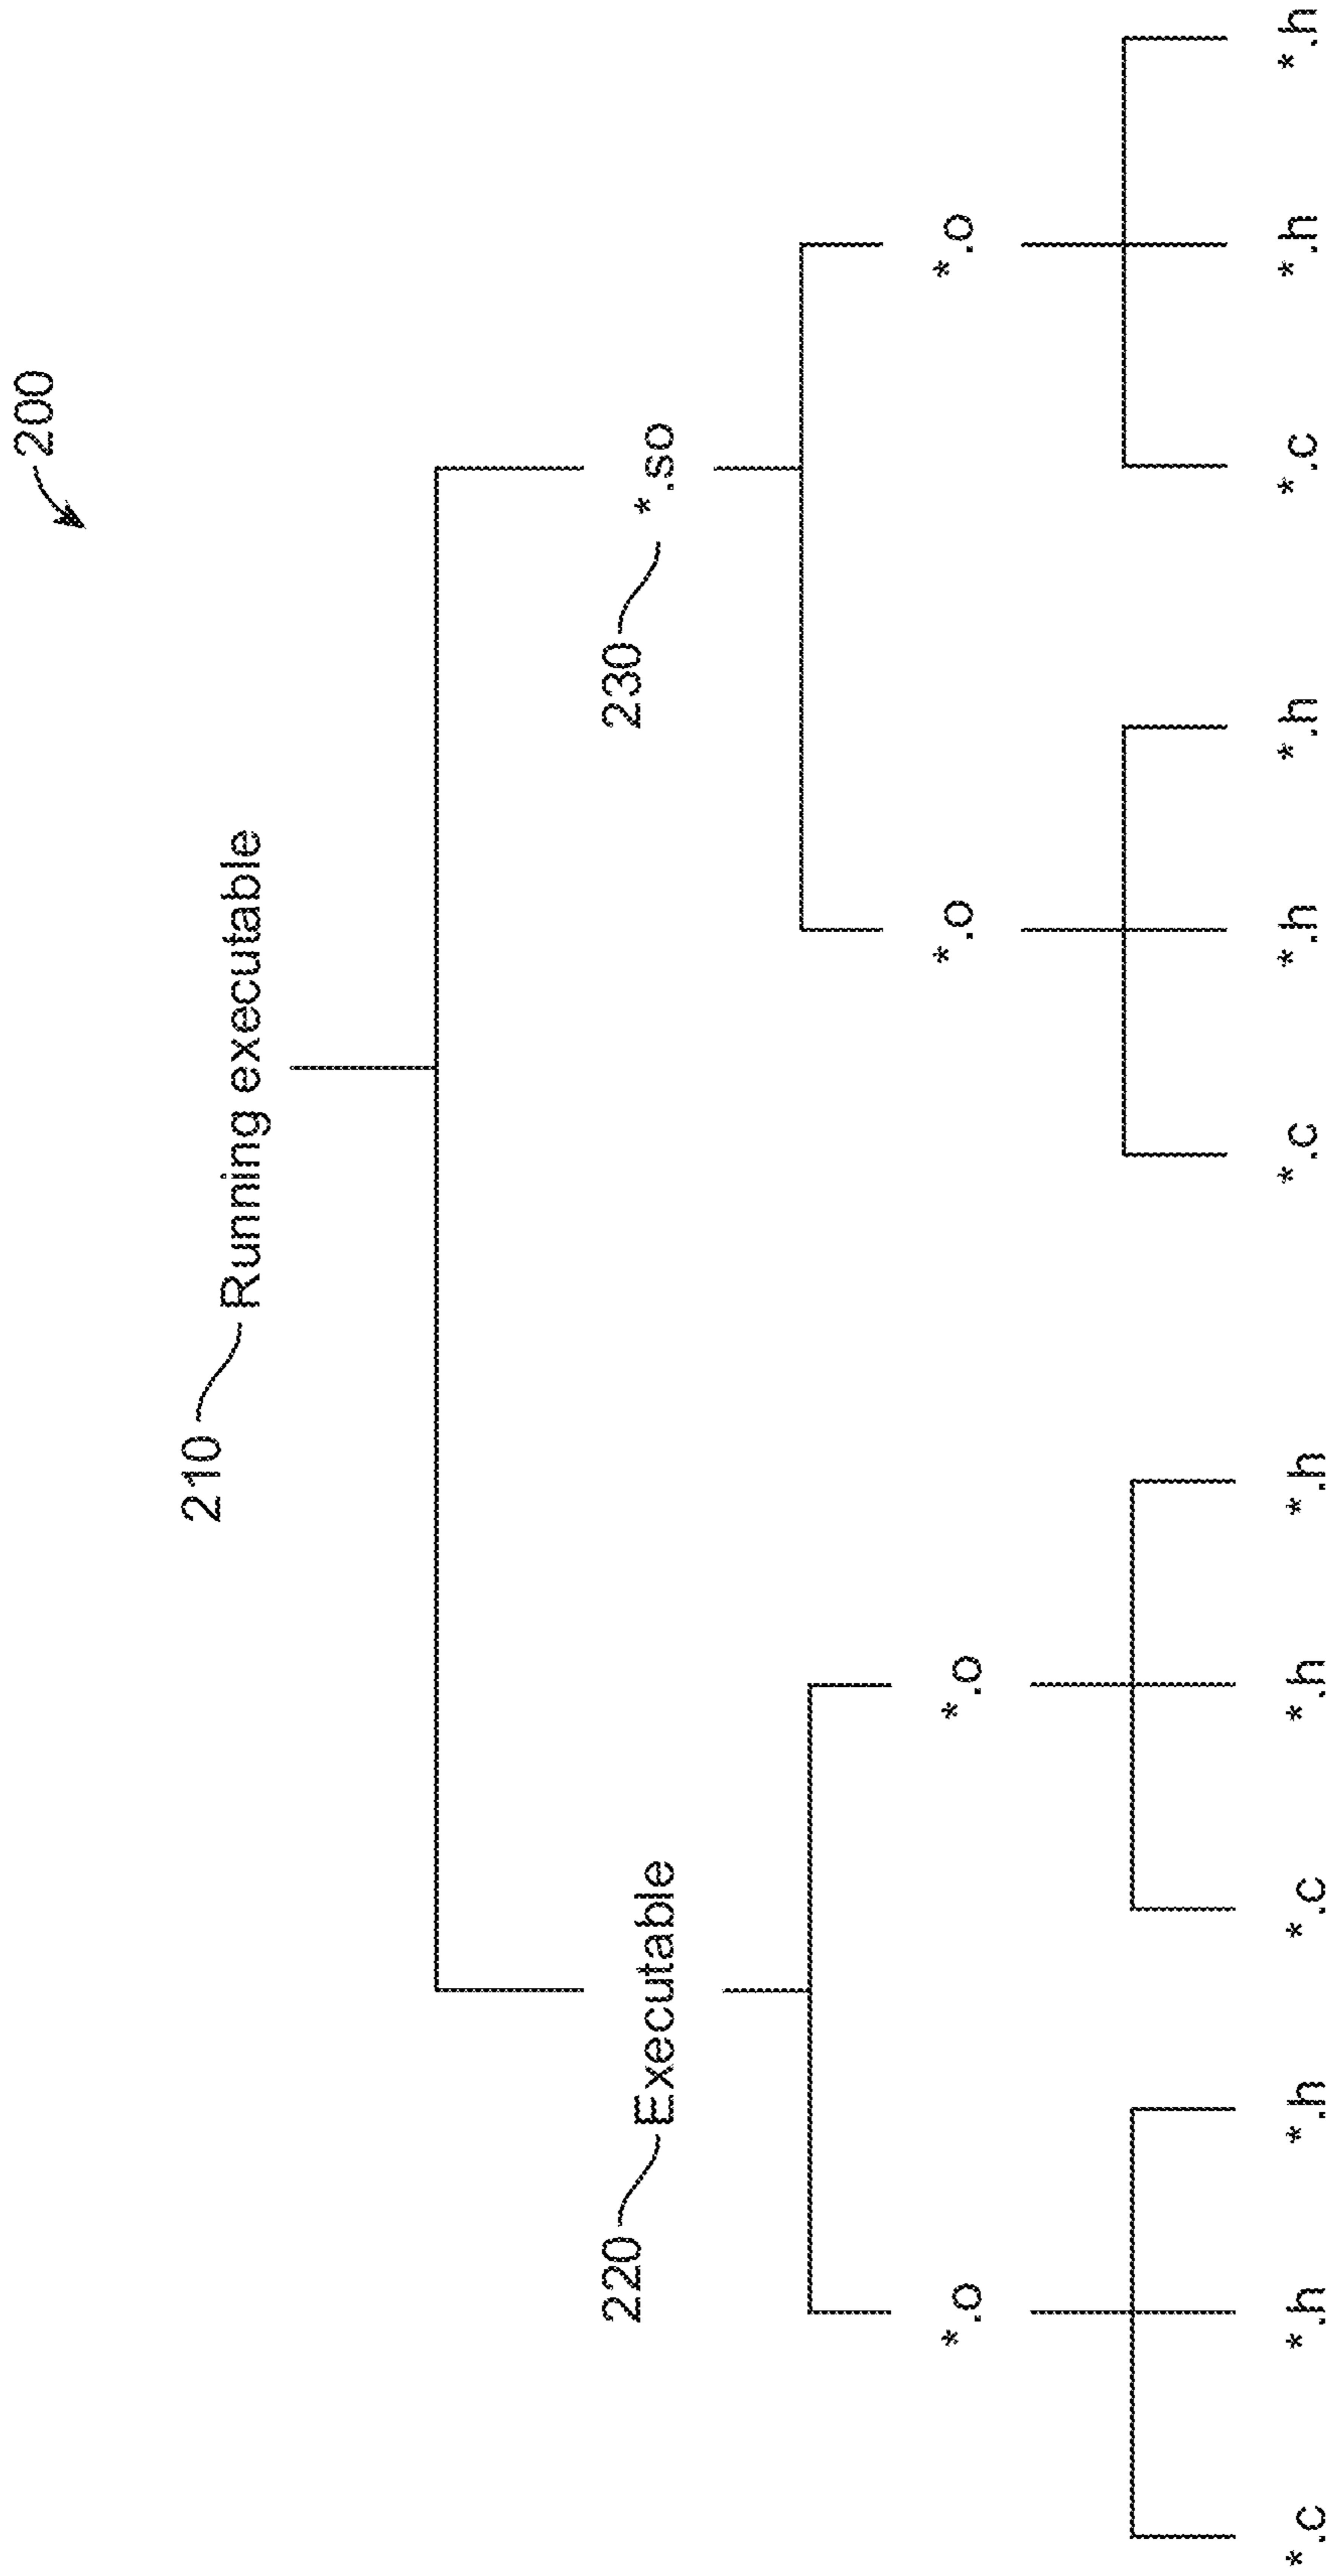 200
210 Running executable
220 Executable
230 *.so
*.o *.o *.o *.o
*.c *.h *.h *.c *.h *.h *.c *.h *.h *.c *.h *.h